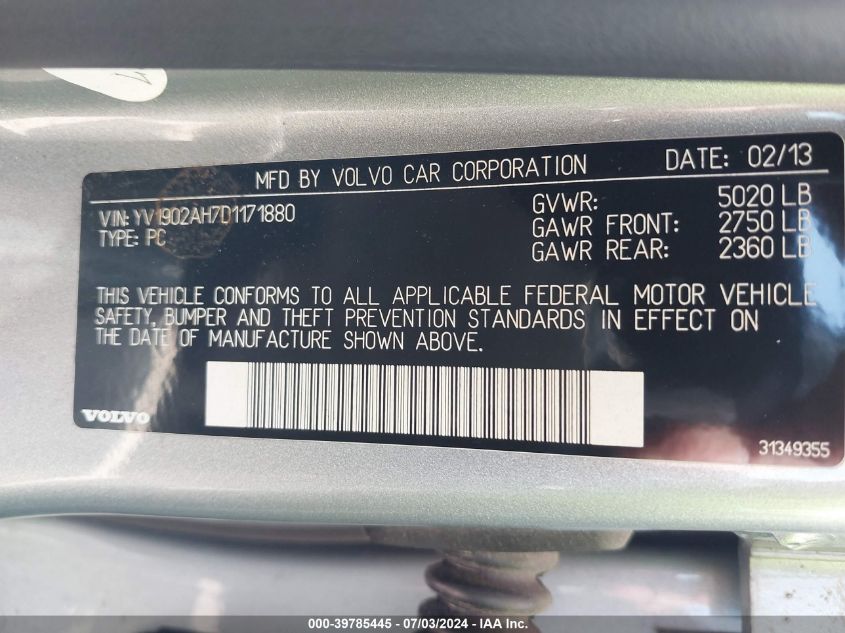 MFD BY VOLVO CAR CORPORATION DATE: 02/13
VIN: YV1902AH7D1171880
TYPE: PC
GVWR: 5020 LB
GAWR FRONT: 2750 LB
GAWR REAR: 2360 LB
THIS VEHICLE CONFORMS TO ALL APPLICABLE FEDERAL MOTOR VEHICLE
SAFETY, BUMPER AND THEFT PREVENTION STANDARDS IN EFFECT ON
THE DATE OF MANUFACTURE SHOWN ABOVE.
VOLVO
31349355
000-39785445 - 07/03/2024 - IAA Inc.